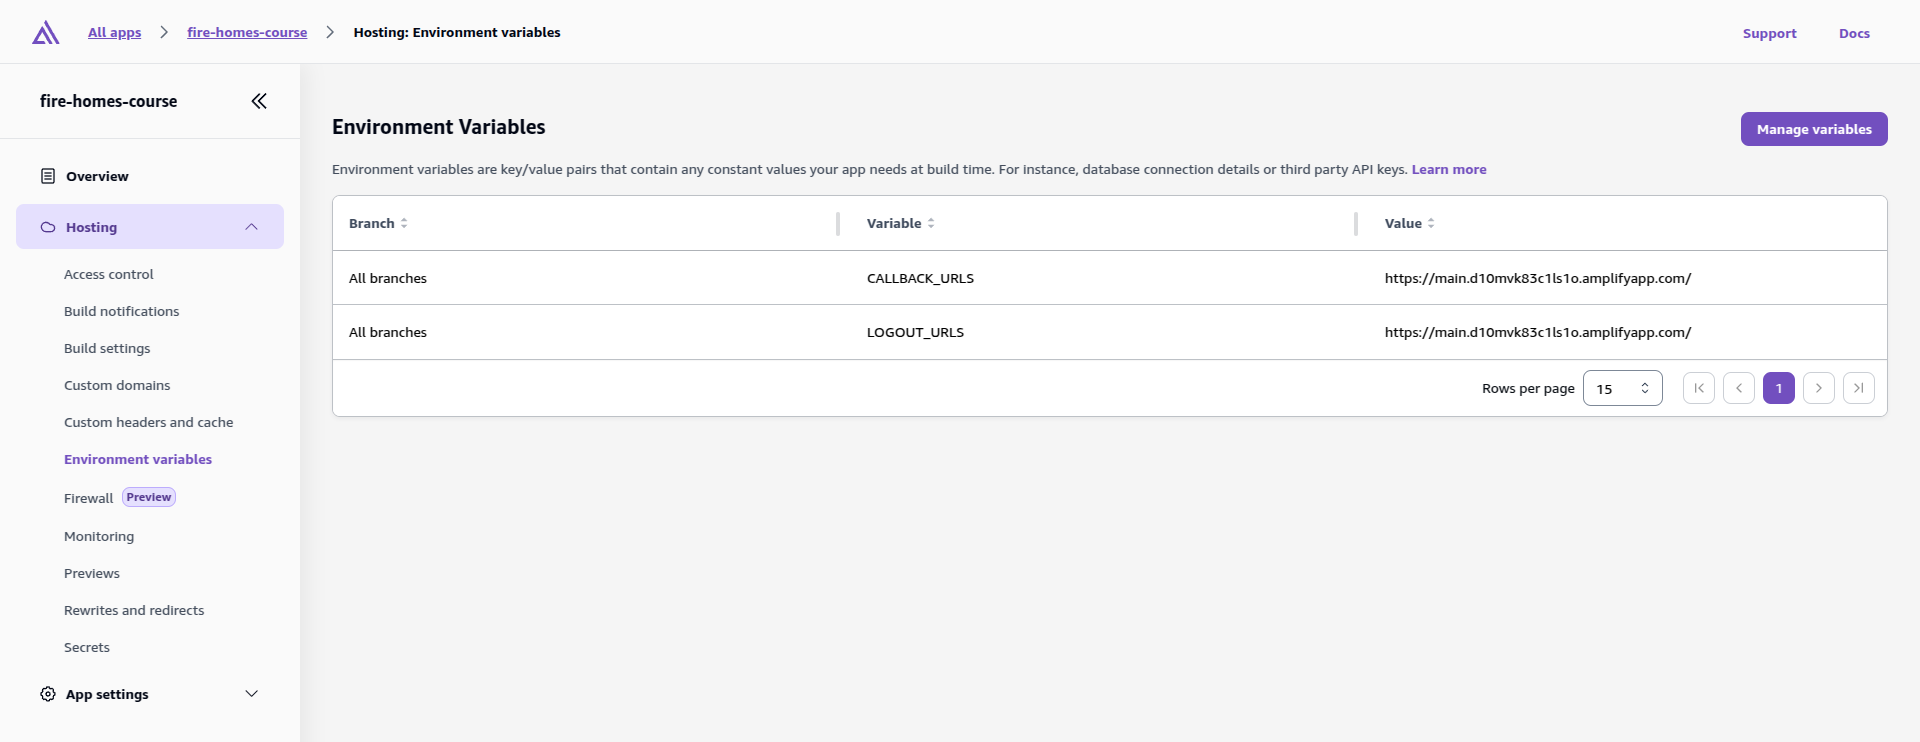 All apps
fire-homes-course
Hosting: Environment variables
Support
Docs
fire-homes-course
Overview
Hosting
Access control
Build notifications
Build settings
Custom domains
Custom headers and cache
Environment variables
Firewall Preview
Monitoring
Previews
Rewrites and redirects
Secrets
App settings
Environment Variables
Manage variables
Environment variables are key/value pairs that contain any constant values your app needs at build time. For instance, database connection details or third party API keys. Learn more
Branch Variable Value
All branches CALLBACK_URLS https://main.d10mvk83c1ls1o.amplifyapp.com/
All branches LOGOUT_URLS https://main.d10mvk83c1ls1o.amplifyapp.com/
Rows per page 15 1